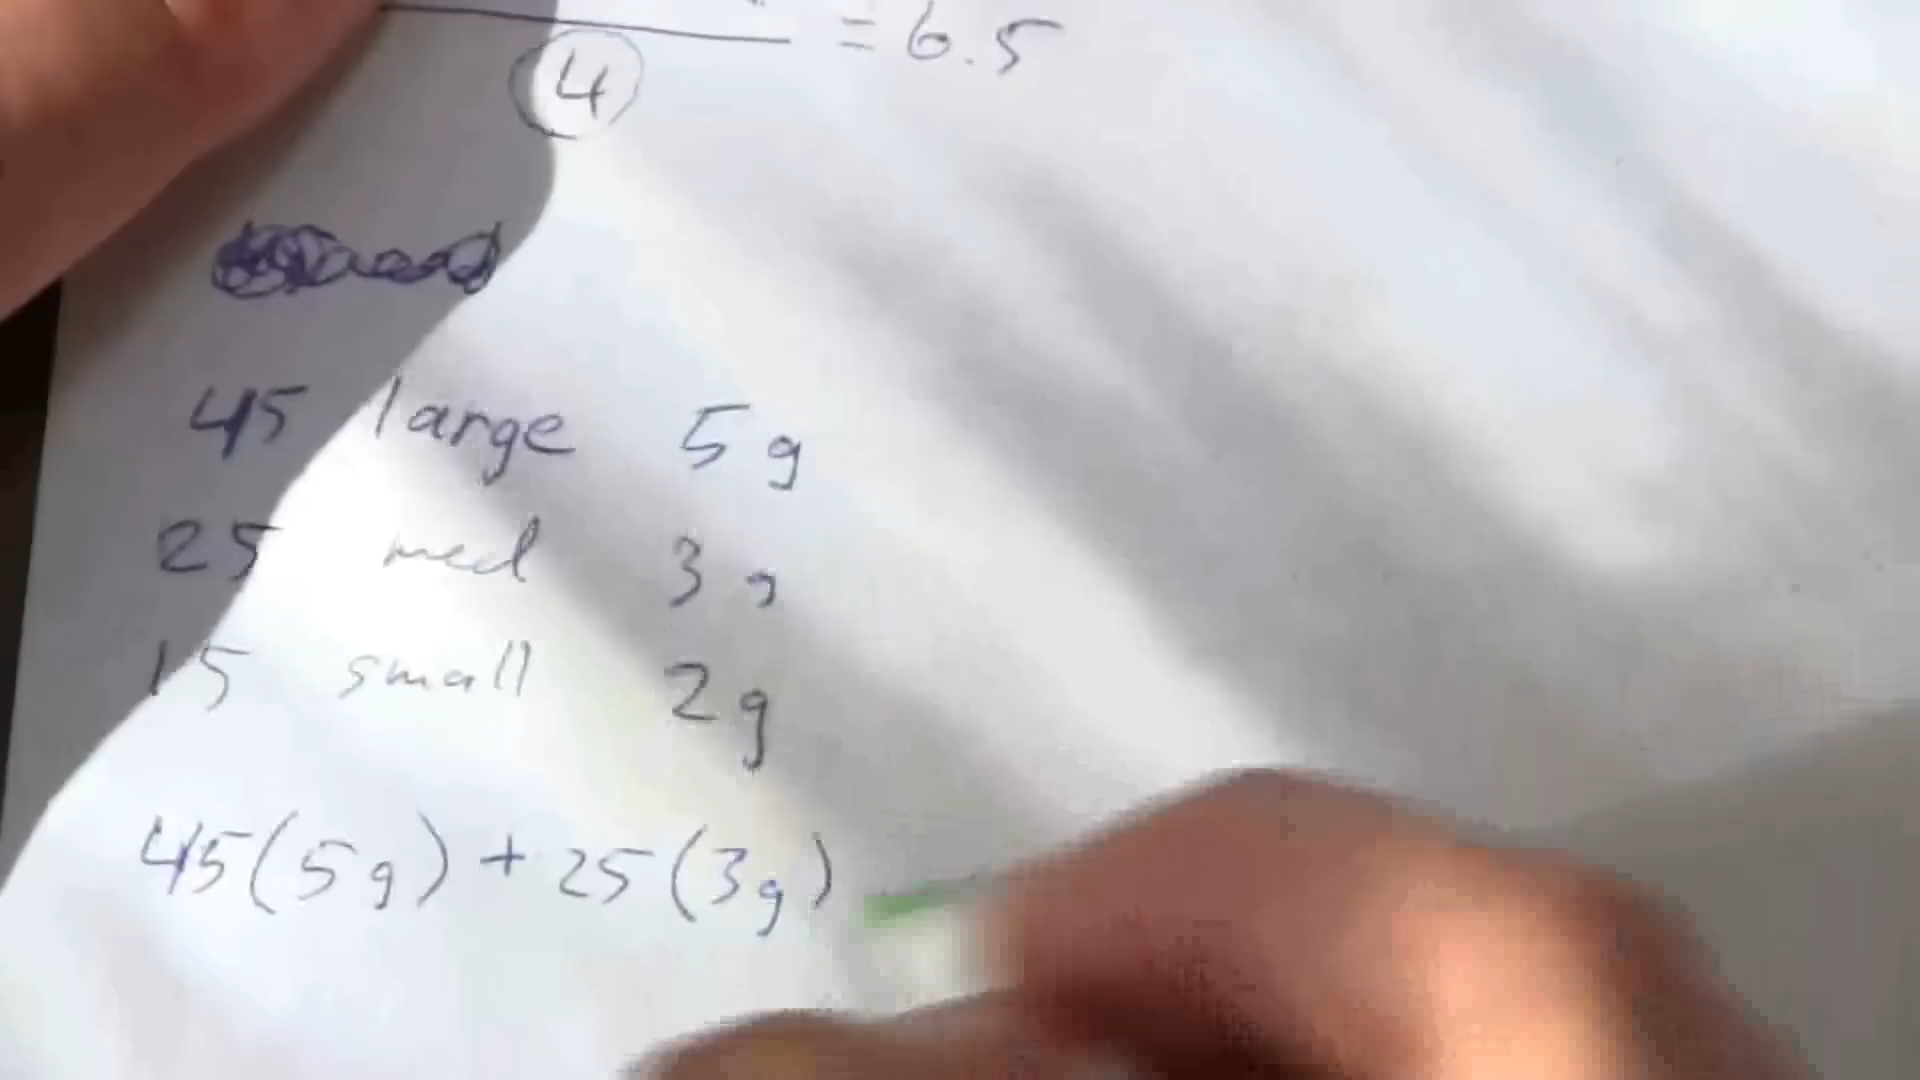 = 6.5
4
45 large 5g
25 med 3g
15 small 2g
45(5g) + 25(3g)